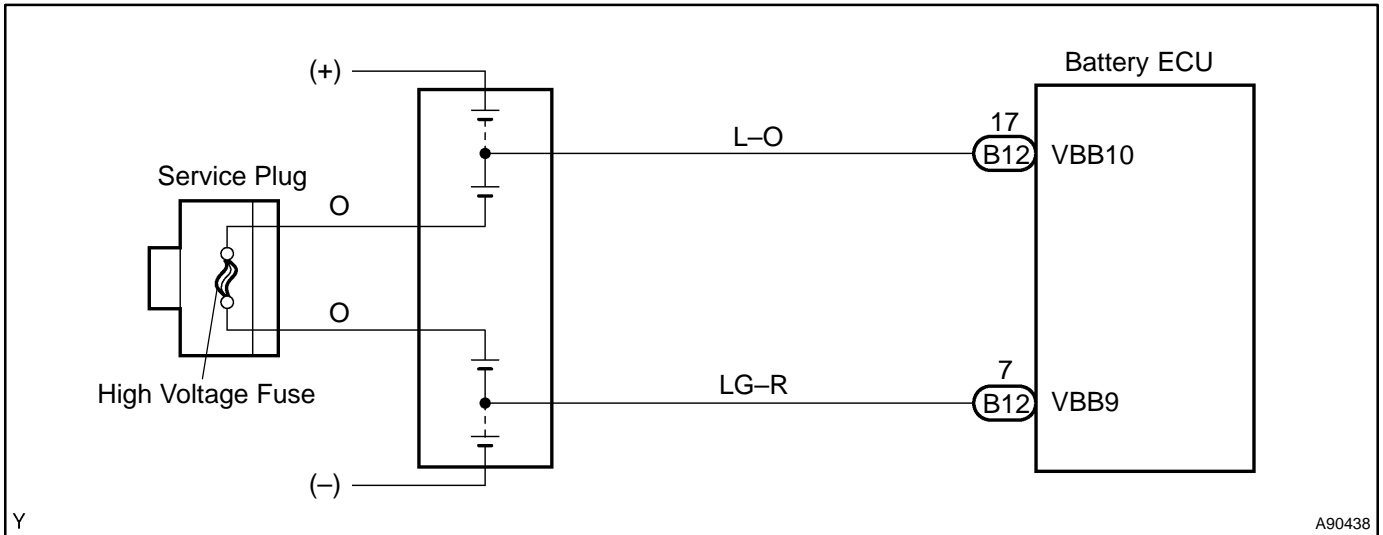 Battery ECU
(+)
17
L–O
B12
VBB10
Service Plug
O
O
7
High Voltage Fuse
LG–R
B12
VBB9
(–)
Y
A90438